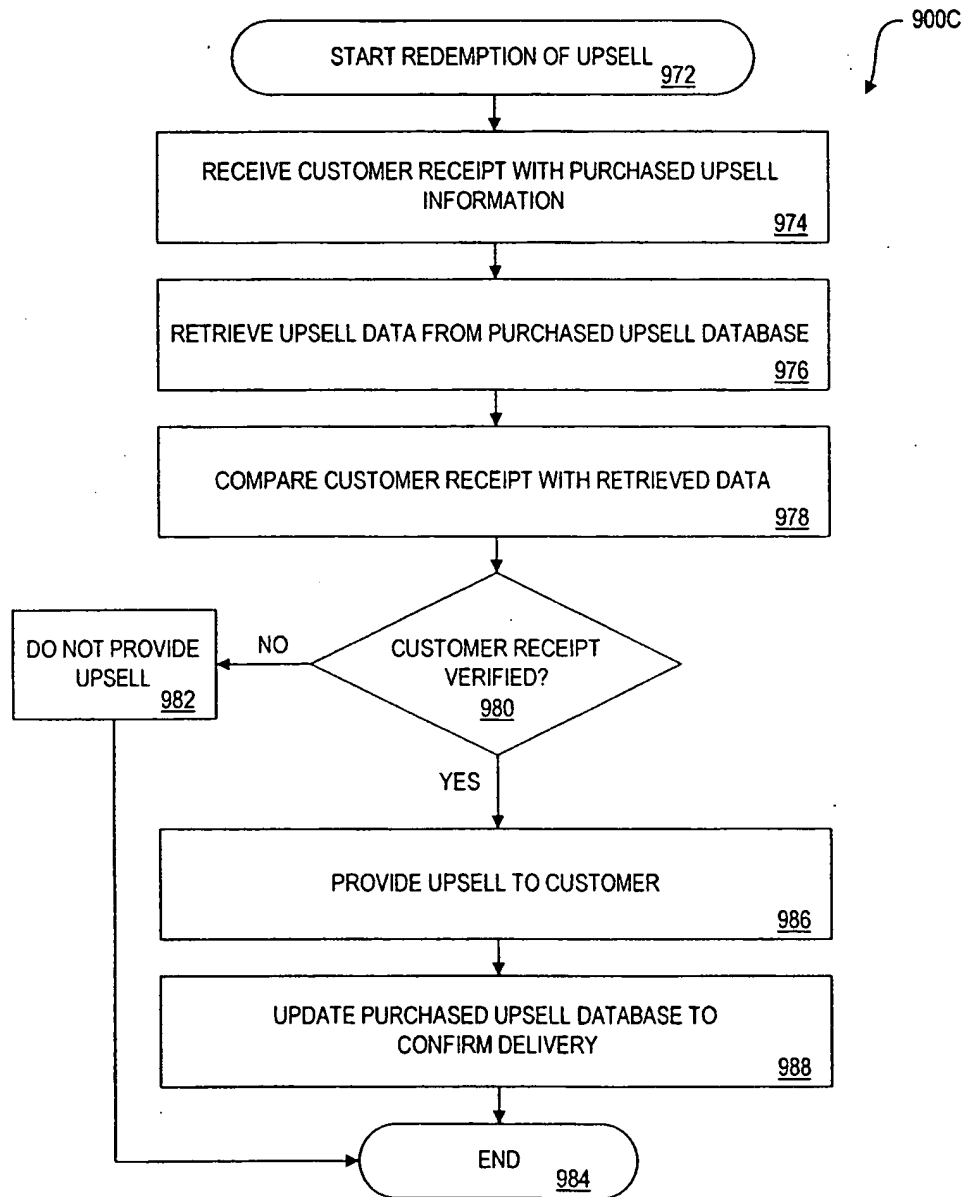 900C
START REDEMPTION OF UPSELL
972
RECEIVE CUSTOMER RECEIPT WITH PURCHASED UPSELL
INFORMATION
974
RETRIEVE UPSELL DATA FROM PURCHASED UPSELL DATABASE
976
COMPARE CUSTOMER RECEIPT WITH RETRIEVED DATA
978
DO NOT PROVIDE
UPSELL
982
NO
CUSTOMER RECEIPT
VERIFIED?
980
YES
PROVIDE UPSELL TO CUSTOMER
986
UPDATE PURCHASED UPSELL DATABASE TO
CONFIRM DELIVERY
988
END
984